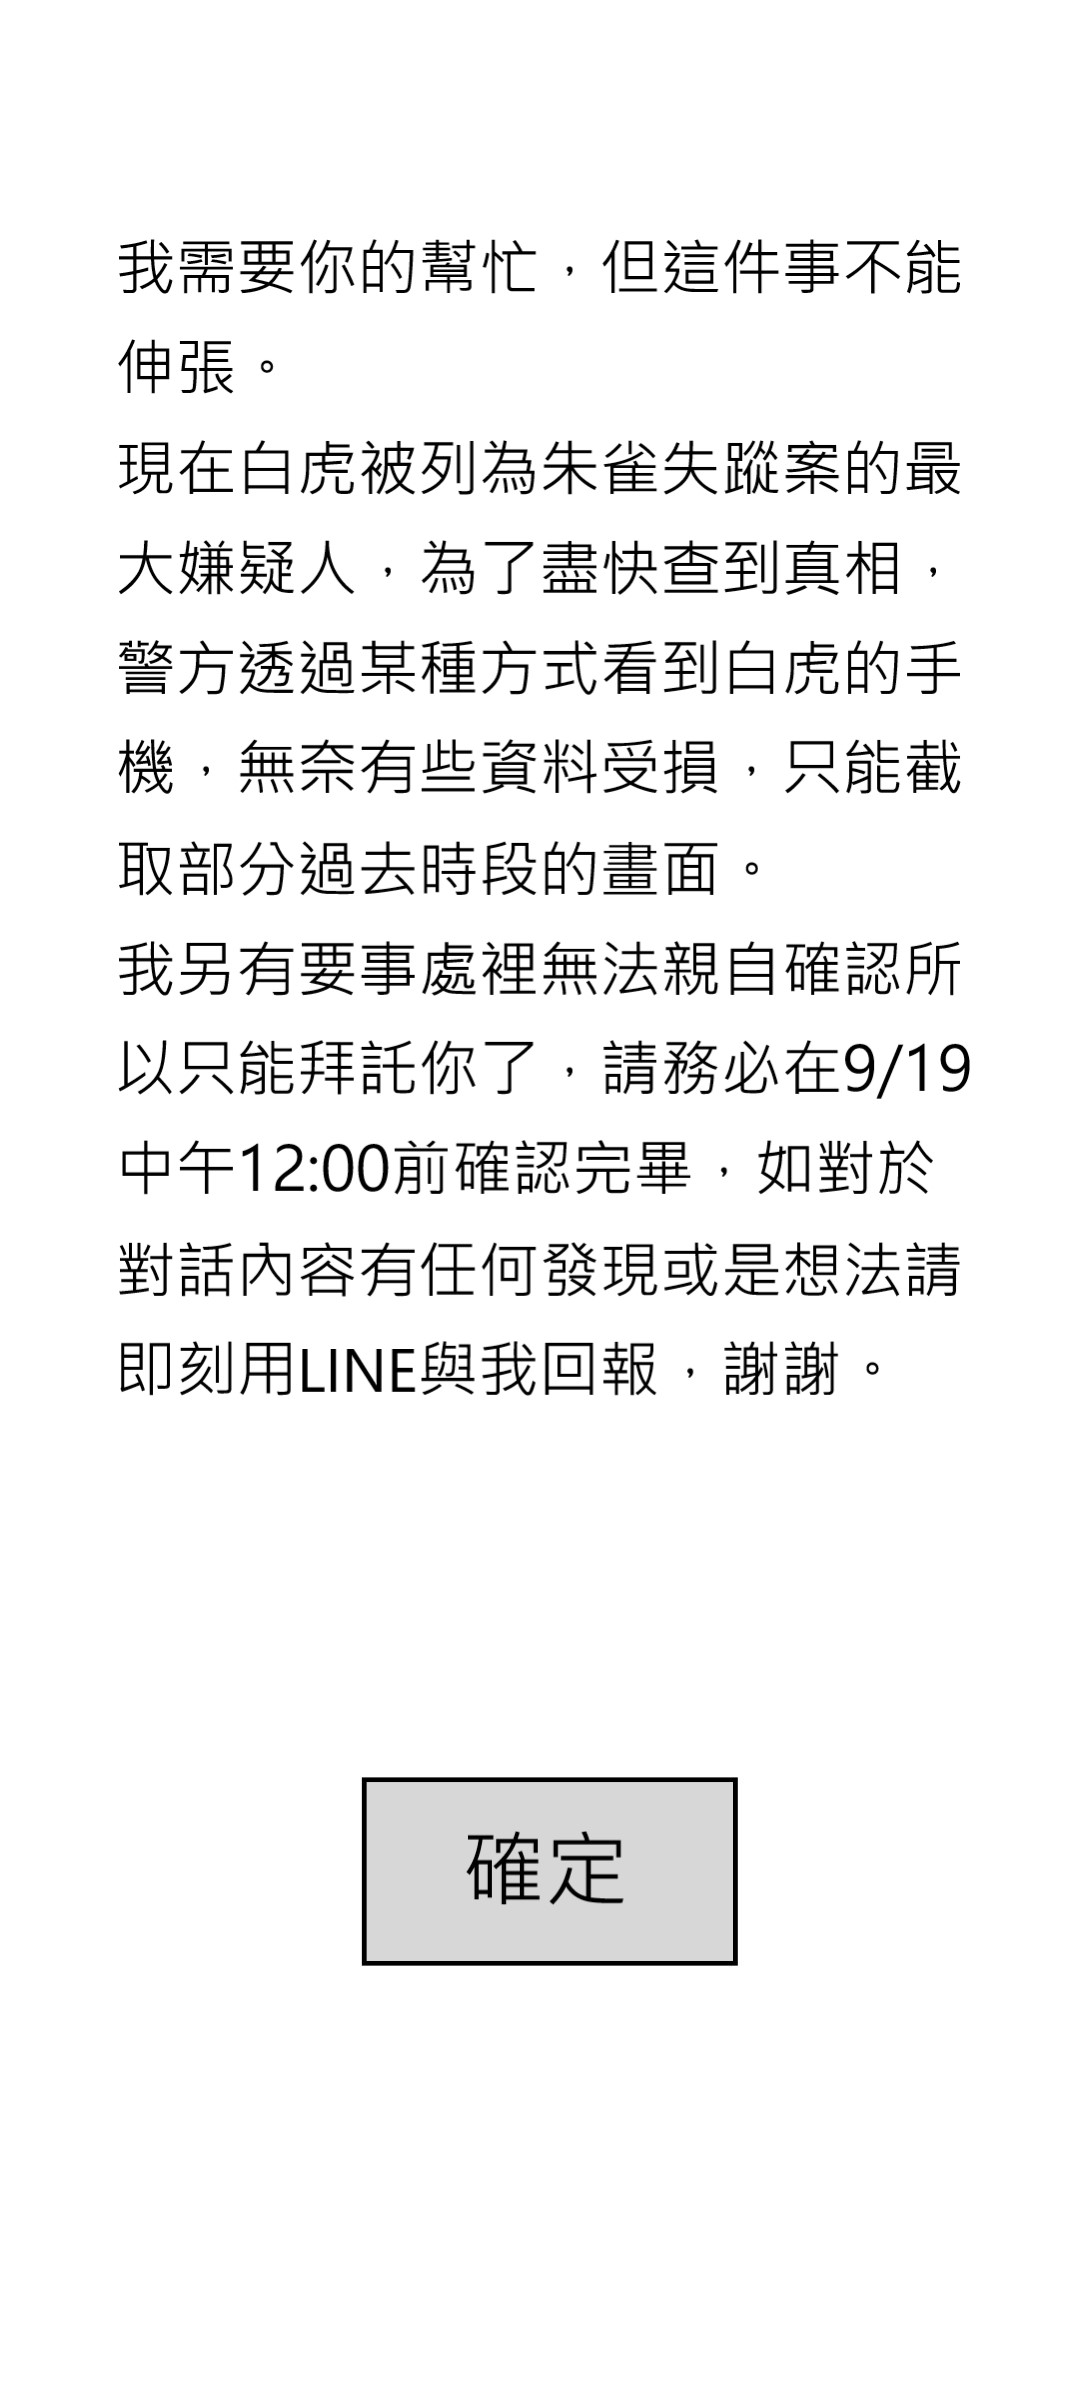 我需要你的幫忙，但這件事不能
伸張。
現在白虎被列為朱雀失蹤案的最
大嫌疑人，為了盡快查到真相，
警方透過某種方式看到白虎的手
機，無奈有些資料受損，只能截
取部分過去時段的畫面。
我另有要事處裡無法親自確認所
以只能拜託你了，請務必在9/19
中午12:00前確認完畢，如對於
對話內容有任何發現或是想法請
即刻用LINE與我回報，謝謝。
確定